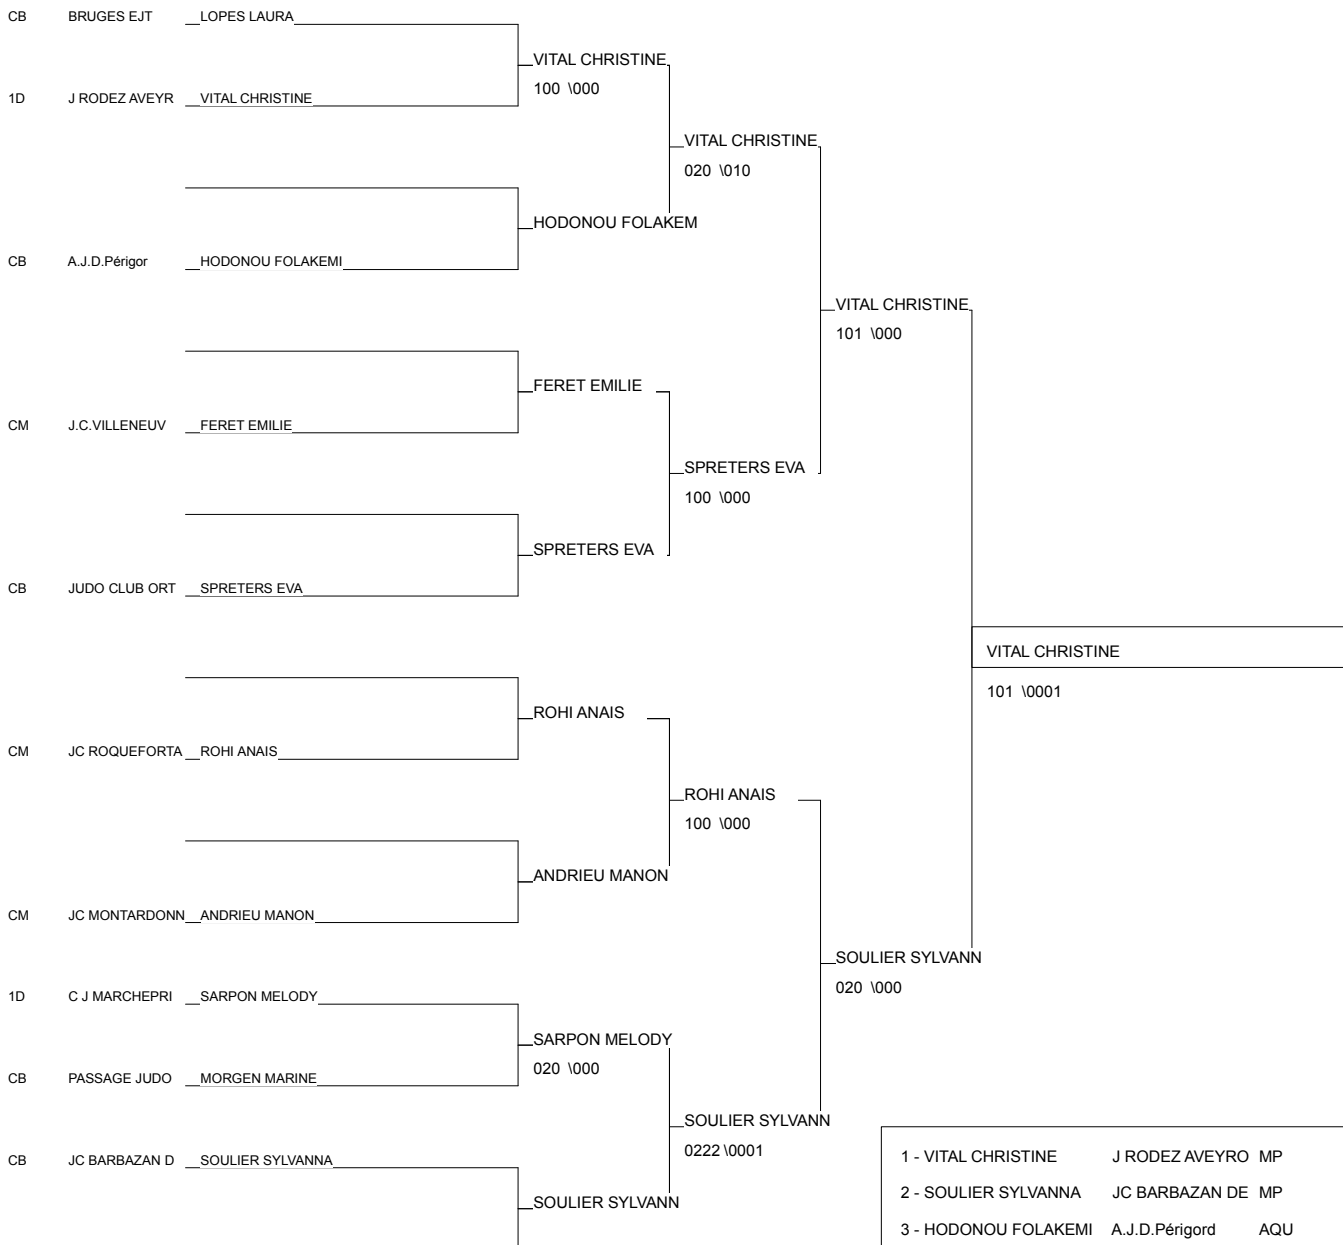 CB BRUGES EJT LOPES LAURA
VITAL CHRISTINE
100 \000
1D J RODEZ AVEYR VITAL CHRISTINE
VITAL CHRISTINE
020 \010
HODONOU FOLAKEM
CB A.J.D.Périgor HODONOU FOLAKEMI
VITAL CHRISTINE
101 \000
FERET EMILIE
CM J.C.VILLENEUV FERET EMILIE
SPRETERS EVA
100 \000
SPRETERS EVA
CB JUDO CLUB ORT SPRETERS EVA
VITAL CHRISTINE
101 \0001
ROHI ANAIS
CM JC ROQUEFORTA ROHI ANAIS
ROHI ANAIS
100 \000
ANDRIEU MANON
CM JC MONTARDONN ANDRIEU MANON
SOULIER SYLVANN
020 \000
1D C J MARCHEPRI SARPON MELODY
SARPON MELODY
020 \000
CB PASSAGE JUDO MORGEN MARINE
SOULIER SYLVANN
0222 \0001
CB JC BARBAZAN D SOULIER SYLVANNA
SOULIER SYLVANN
1 - VITAL CHRISTINE J RODEZ AVEYRO MP
2 - SOULIER SYLVANNA JC BARBAZAN DE MP
3 - HODONOU FOLAKEMI A.J.D.Périgord AQU